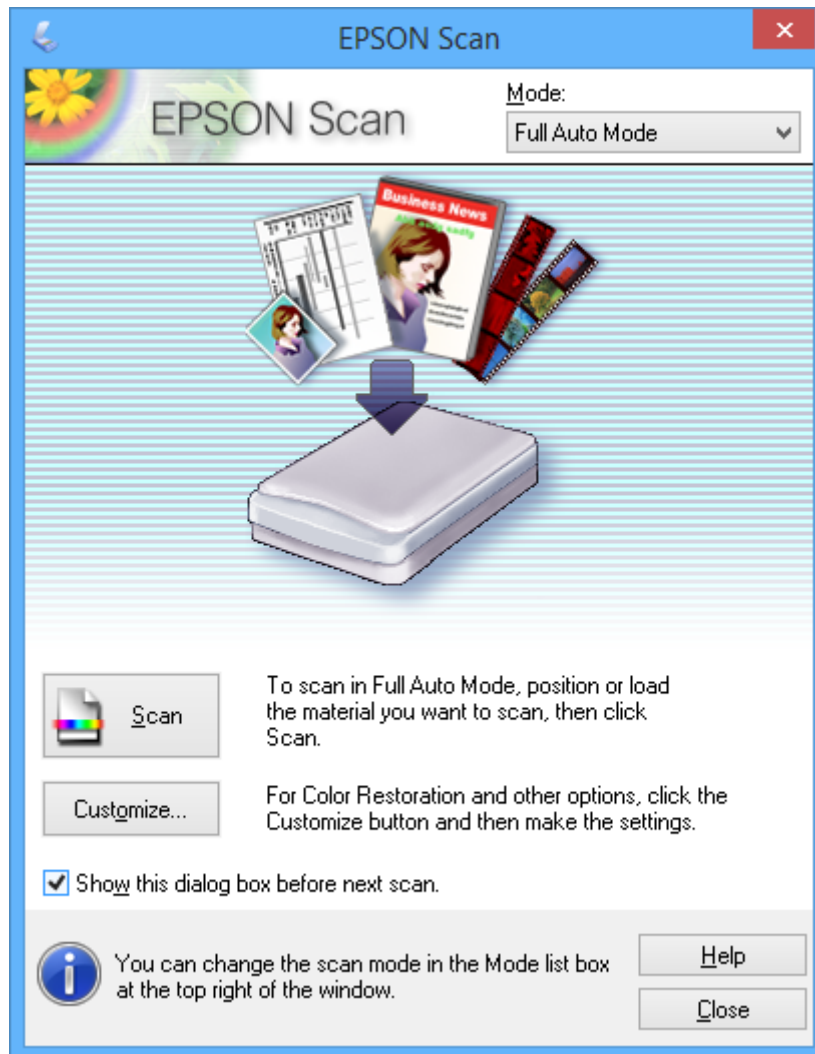 EPSON Scan
EPSON Scan
Mode:
Full Auto Mode
Business News
Scan
To scan in Full Auto Mode, position or load
the material you want to scan, then click
Scan.
Customize...
For Color Restoration and other options, click the
Customize button and then make the settings.
Show this dialog box before next scan.
You can change the scan mode in the Mode list box
at the top right of the window.
Help
Close